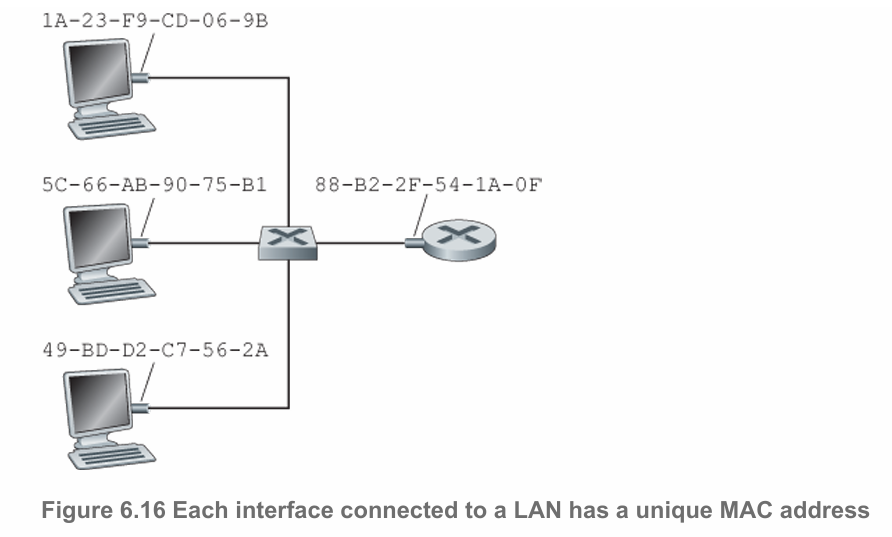 1A-23-F9-CD-06-9B
5C-66-AB-90-75-B1
88-B2-2F-54-1A-0F
49-BD-D2-C7-56-2A
Figure 6.16 Each interface connected to a LAN has a unique MAC address